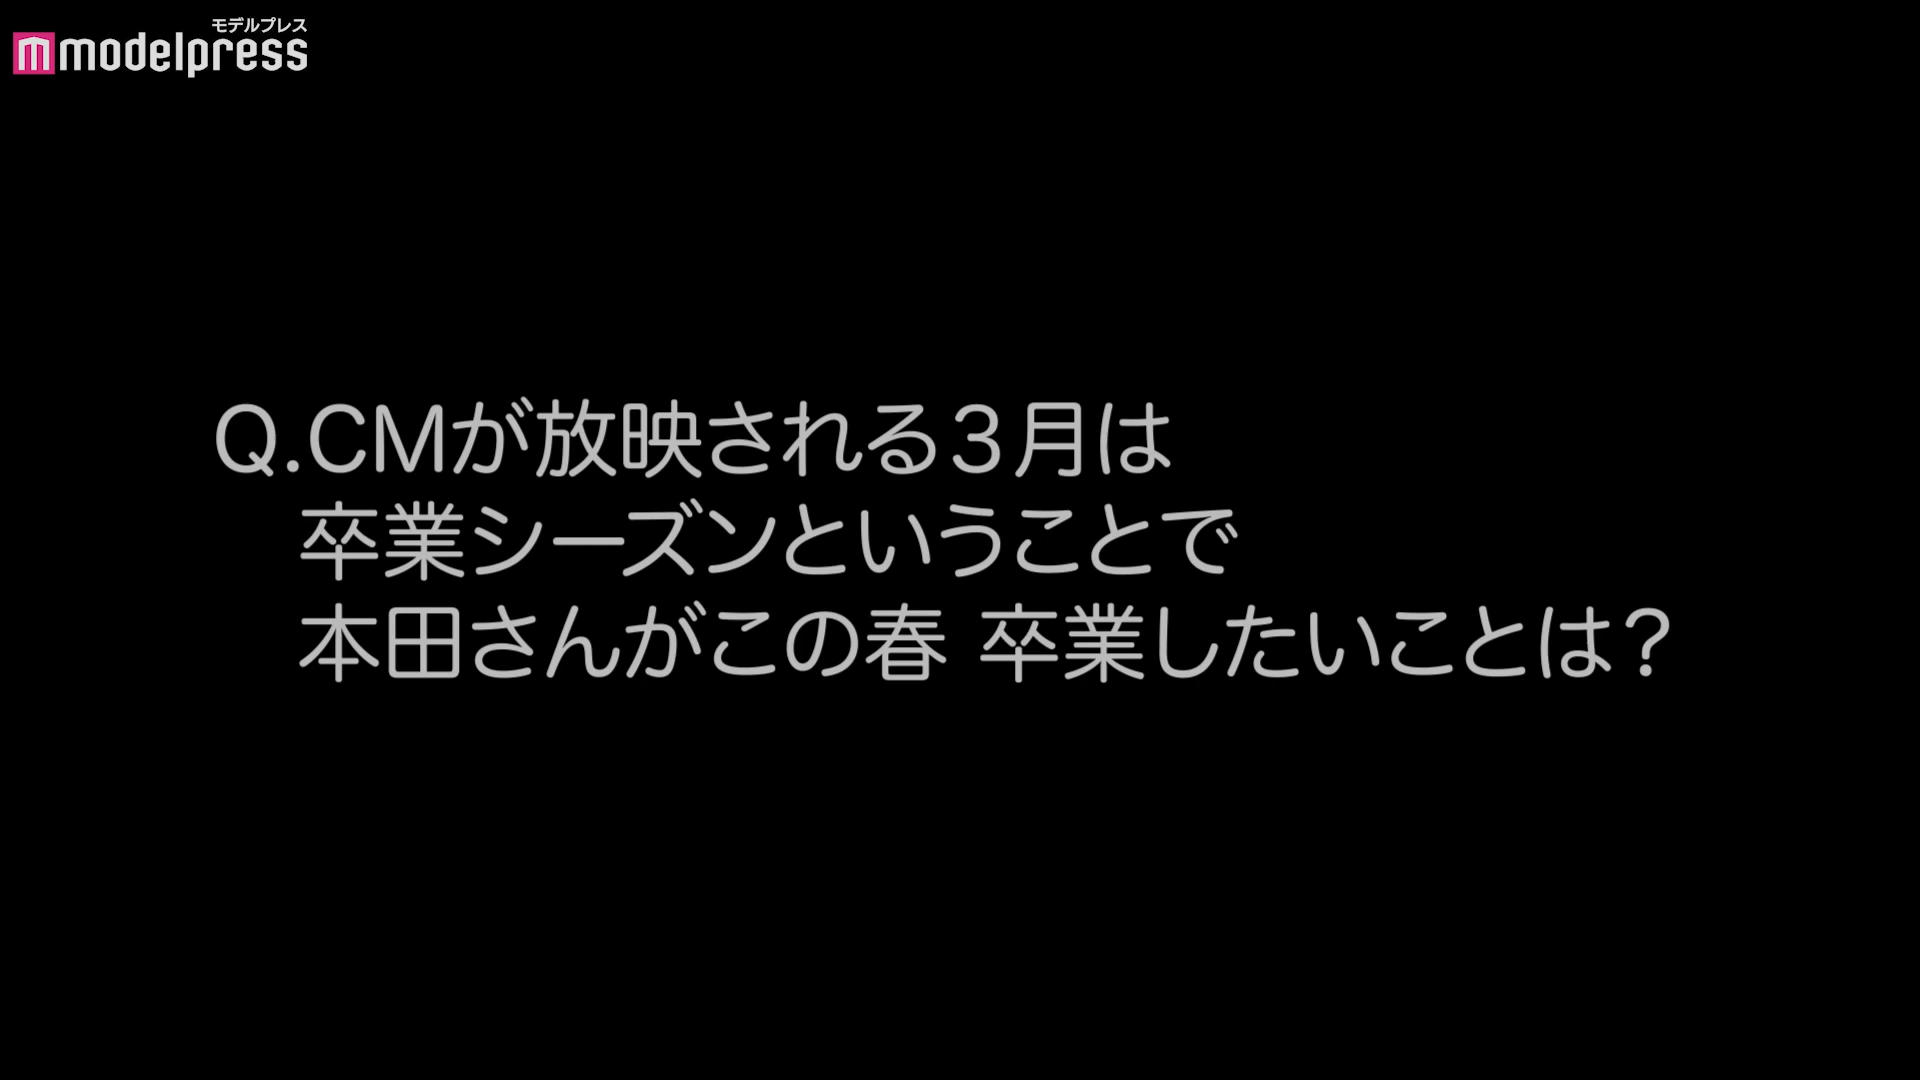 モデルプレス
modelpress
Q.CMが放映される3月は
卒業シーズンということで
本田さんがこの春 卒業したいことは?